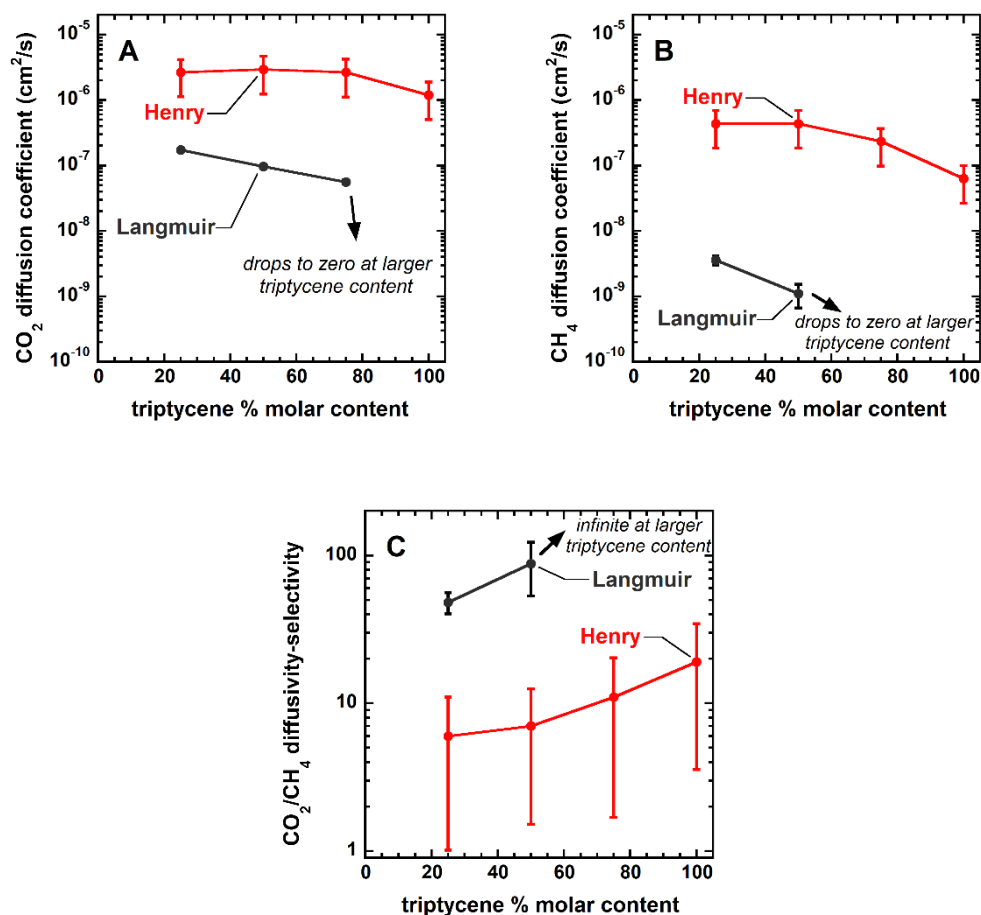 A
CO2 diffusion coefficient (cm2/s)
10-5
10-6
10-7
10-8
10-9
10-10
Henry
Langmuir
drops to zero at larger
triptycene content
0 20 40 60 80 100
triptycene % molar content
B
CH4 diffusion coefficient (cm2/s)
10-5
10-6
10-7
10-8
10-9
10-10
Henry
Langmuir
drops to zero at larger
triptycene content
0 20 40 60 80 100
triptycene % molar content
C
CO2/CH4 diffusivity-selectivity
100
10
1
infinite at larger
triptycene content
Langmuir
Henry
0 20 40 60 80 100
triptycene % molar content